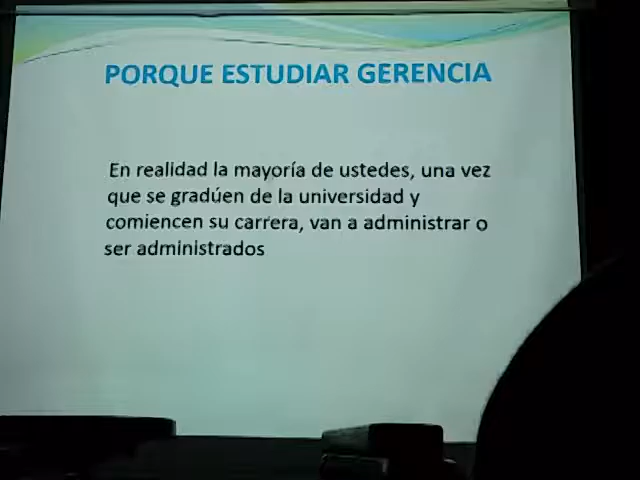 PORQUE ESTUDIAR GERENCIA
En realidad la mayoría de ustedes, una vez
que se gradúen de la universidad y
comiencen su carrera, van a administrar o
ser administrados